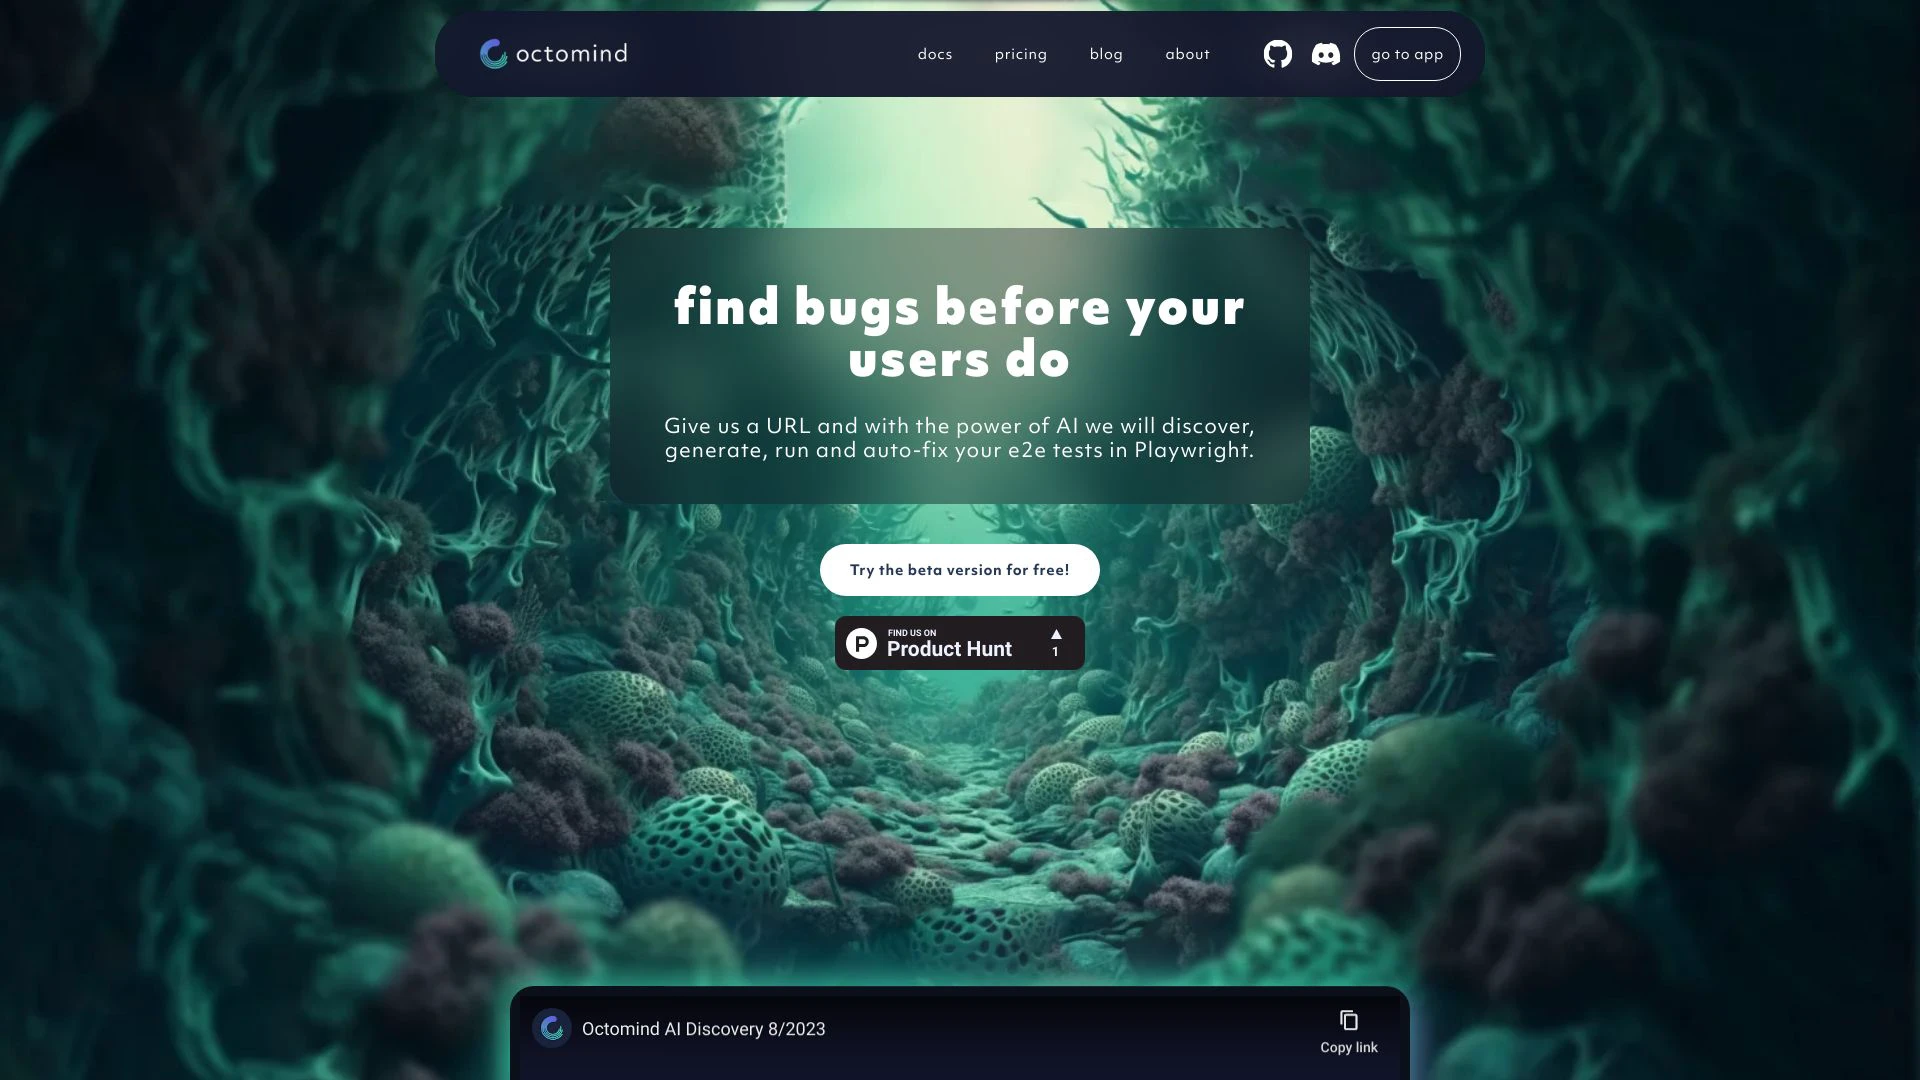 octomind
docs
pricing
blog
about
go to app
find bugs before your
users do
Give us a URL and with the power of AI we will discover,
generate, run and auto-fix your e2e tests in Playwright.
Try the beta version for free!
P
FIND US ON
Product Hunt
▲
1
Octomind AI Discovery 8/2023
Copy link